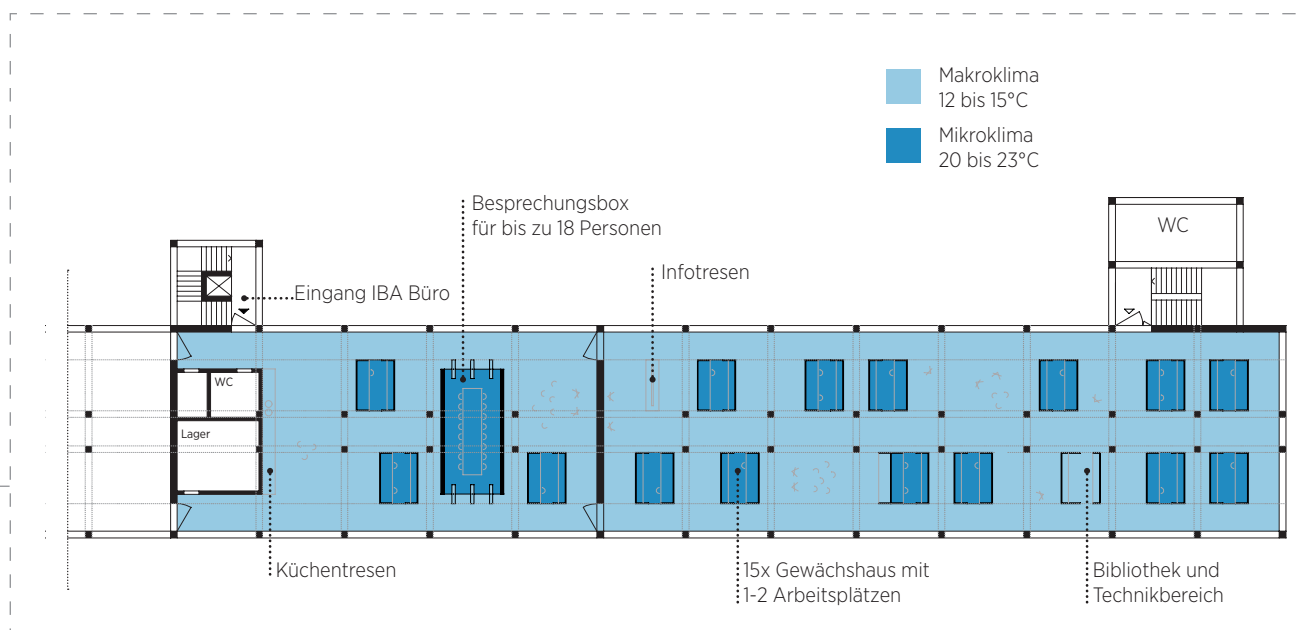 Makroklima
12 bis 15°C
Mikroklima
20 bis 23°C
Besprechungsbox
für bis zu 18 Personen
WC
Infotresen
Eingang IBA Büro
WC
Lager
Küchentresen
15x Gewächshaus mit
1-2 Arbeitsplätzen
Bibliothek und
Technikbereich